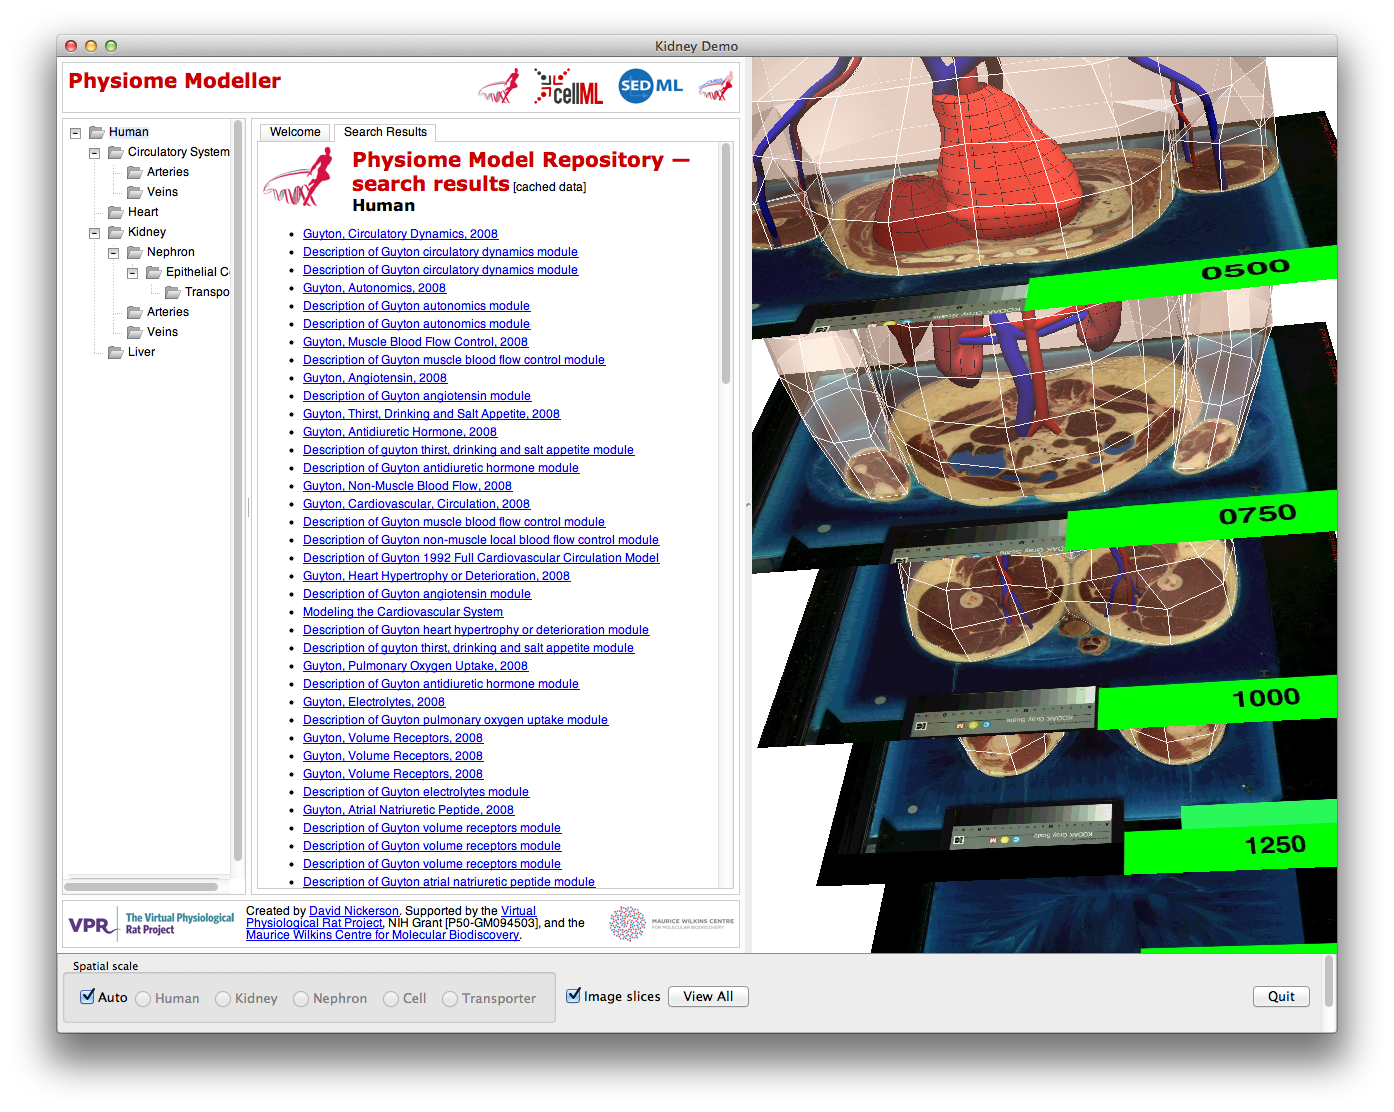 Kidney Demo
Physiome Modeller
cellML
SED ML
Human
Circulatory System
Arteries
Veins
Heart
Kidney
Nephron
Epithelial C
Transpo
Arteries
Veins
Liver
Welcome
Search Results
Physiome Model Repository —
search results [cached data]
Human
Guyton, Circulatory Dynamics, 2008
Description of Guyton circulatory dynamics module
Description of Guyton circulatory dynamics module
Guyton, Autonomics, 2008
Description of Guyton autonomics module
Description of Guyton autonomics module
Guyton, Muscle Blood Flow Control, 2008
Description of Guyton muscle blood flow control module
Guyton, Angiotensin, 2008
Description of Guyton angiotensin module
Guyton, Thirst, Drinking and Salt Appetite, 2008
Guyton, Antidiuretic Hormone, 2008
Description of guyton thirst, drinking and salt appetite module
Description of Guyton antidiuretic hormone module
Guyton, Non-Muscle Blood Flow, 2008
Guyton, Cardiovascular, Circulation, 2008
Description of Guyton muscle blood flow control module
Description of Guyton non-muscle local blood flow control module
Description of Guyton 1992 Full Cardiovascular Circulation Model
Guyton, Heart Hypertrophy or Deterioration, 2008
Description of Guyton angiotensin module
Modeling the Cardiovascular System
Description of Guyton heart hypertrophy or deterioration module
Description of guyton thirst, drinking and salt appetite module
Guyton, Pulmonary Oxygen Uptake, 2008
Description of Guyton antidiuretic hormone module
Guyton, Electrolytes, 2008
Description of Guyton pulmonary oxygen uptake module
Guyton, Volume Receptors, 2008
Guyton, Volume Receptors, 2008
Guyton, Volume Receptors, 2008
Description of Guyton electrolytes module
Guyton, Atrial Natriuretic Peptide, 2008
Description of Guyton volume receptors module
Description of Guyton volume receptors module
Description of Guyton volume receptors module
Description of Guyton atrial natriuretic peptide module
0500
KODAK Gray Scale
0750
KODAK Gray Scale
1000
KODAK Gray Scale
1250
KODAK Gray Scale
VPR The Virtual Physiological
Rat Project
Created by David Nickerson. Supported by the Virtual
Physiological Rat Project, NIH Grant [P50-GM094503], and the
Maurice Wilkins Centre for Molecular Biodiscovery.
MAURICE WILKINS CENTRE
FOR MOLECULAR BIODISCOVERY
Spatial scale
Auto
Human
Kidney
Nephron
Cell
Transporter
Image slices
View All
Quit